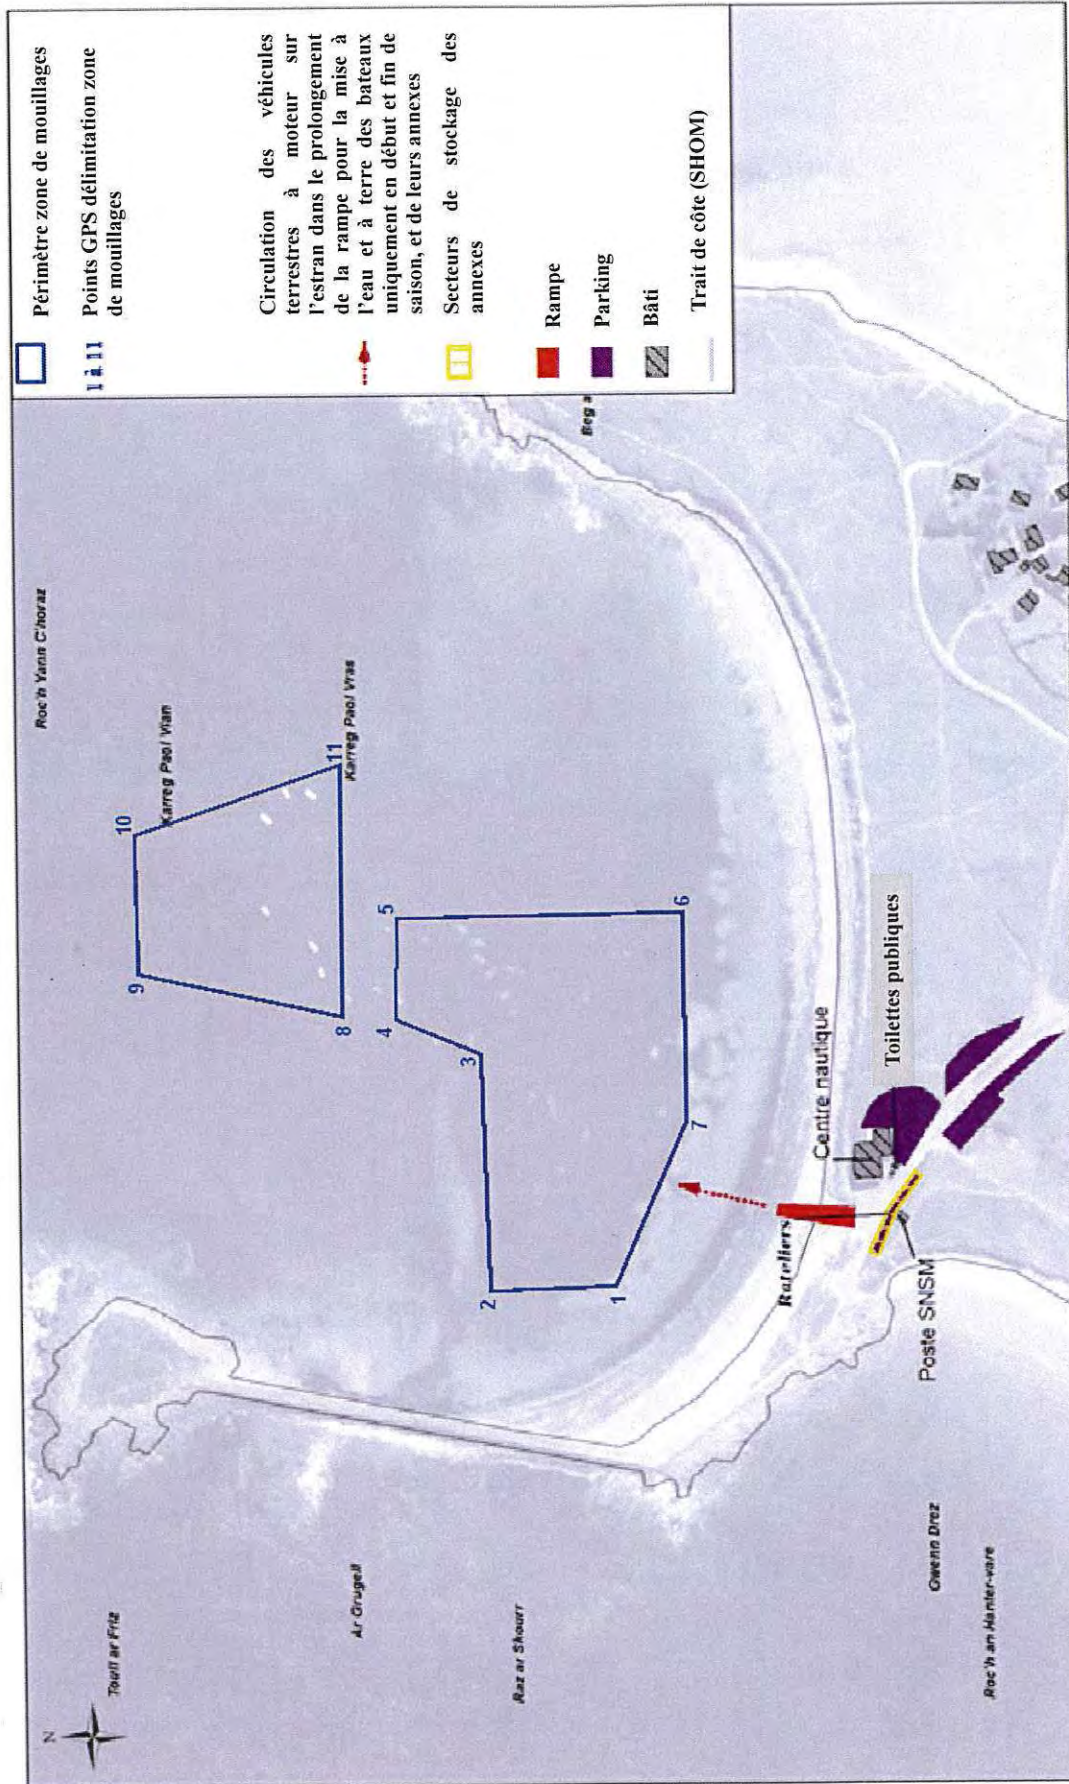 Périmètre zone de mouillages
1 à 11
Points GPS délimitation zone
de mouillages
Circulation des véhicules
terrestres à moteur sur
l'estran dans le prolongement
de la rampe pour la mise à
l'eau et à terre des bateaux
uniquement en début et fin de
saison, et de leurs annexes
Secteurs de stockage des
annexes
Rampe
Parking
Bâti
Trait de côte (SHOM)
N
Toull ar Friz
Roc'h Yann C'horaz
Karreg Paol Vian
Karreg Paol Vras
Ar Grugell
Raz ar Skourr
Beg a
9
10
8
11
4
5
3
2
1
7
6
Rateliers
Centre nautique
Toilettes publiques
Poste SNSM
Gwenn Drez
Roc'h an Hanter-vare